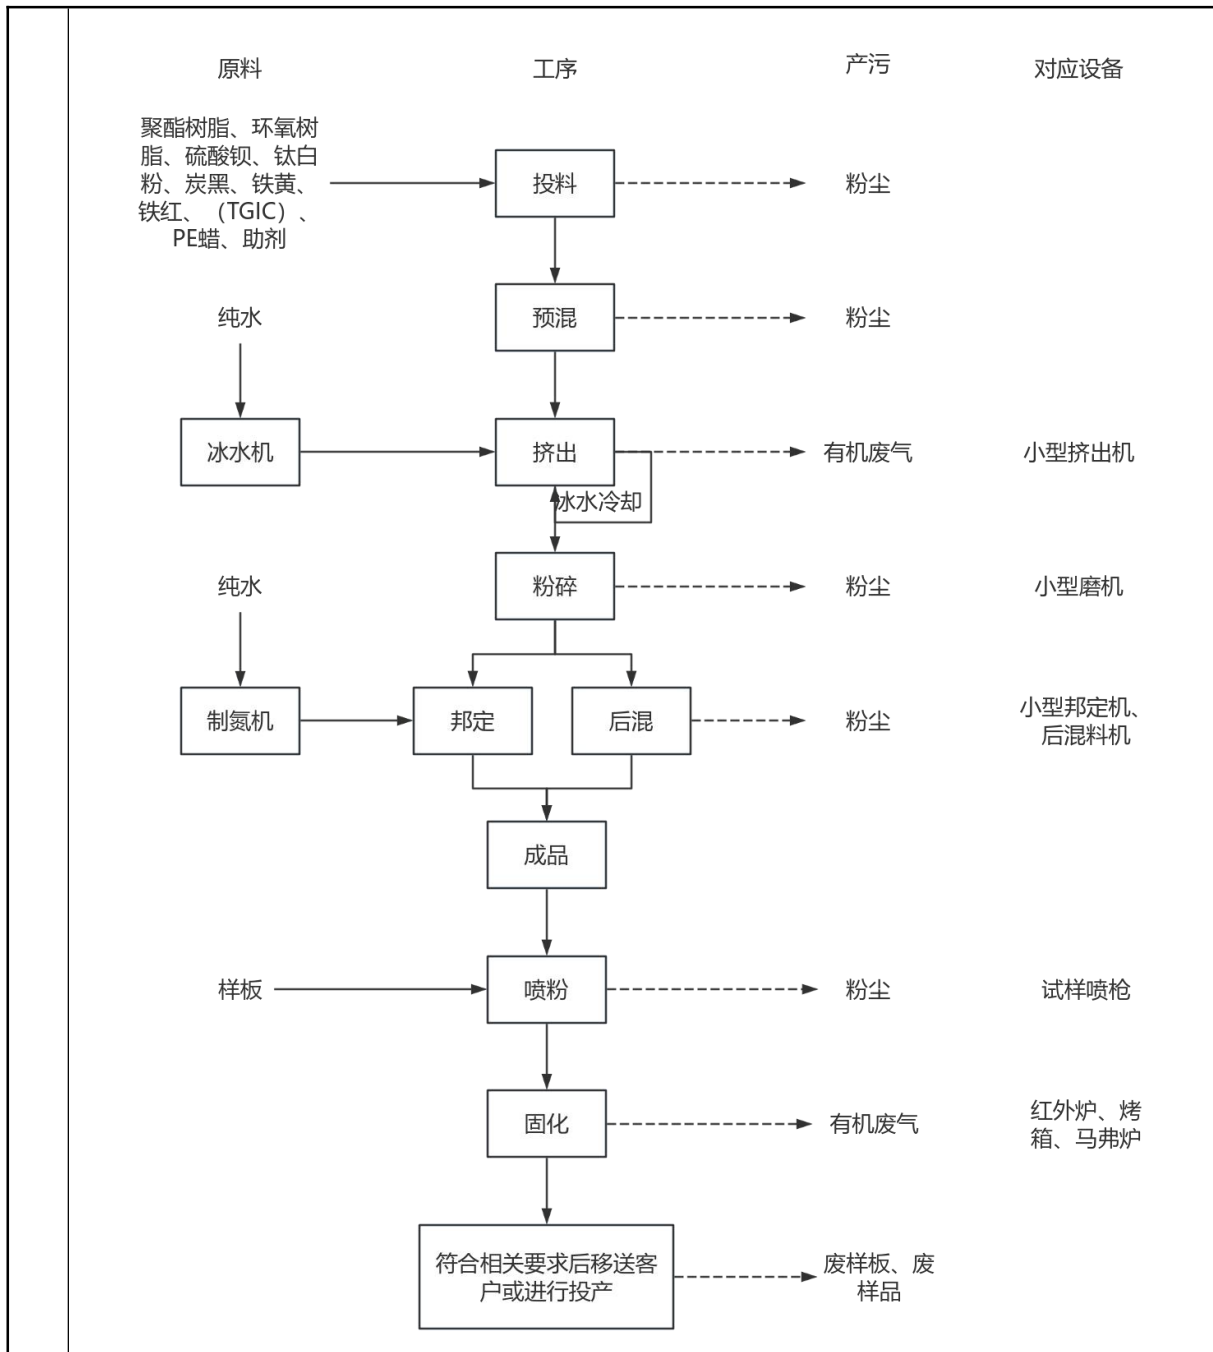 原料
工序
产污
对应设备
聚酯树脂、环氧树
脂、硫酸钡、钛白
粉、炭黑、铁黄、
铁红、（TGIC）、
PE蜡、助剂
投料
粉尘
纯水
预混
粉尘
冰水机
挤出
有机废气
小型挤出机
冰水冷却
纯水
粉碎
粉尘
小型磨机
制氮机
邦定
后混
粉尘
小型邦定机、
后混料机
成品
样板
喷粉
粉尘
试样喷枪
固化
有机废气
红外炉、烤
箱、马弗炉
符合相关要求后移送客
户或进行投产
废样板、废
样品